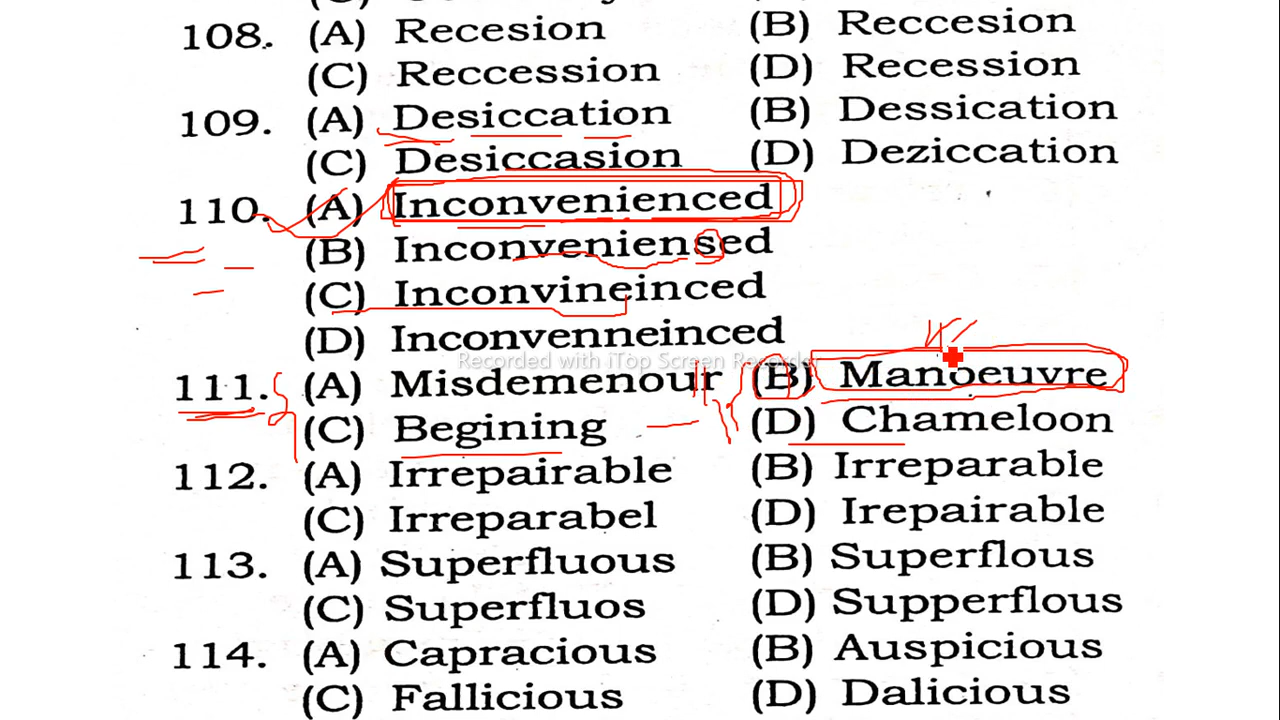 108. (A) Recesion (B) Reccesion
(C) Reccession (D) Recession
109. (A) Desiccation (B) Dessication
(C) Desiccasion (D) Deziccation
110. (A) Inconvenienced
(B) Inconveniensed
(C) Inconvineinced
(D) Inconvenneinced
Recorded with iTop Screen Recorder
111. (A) Misdemenour (B) Manoeuvre
(C) Begining (D) Chameloon
112. (A) Irrepairable (B) Irreparable
(C) Irreparabel (D) Irepairable
113. (A) Superfluous (B) Superflous
(C) Superfluos (D) Supperflous
114. (A) Capracious (B) Auspicious
(C) Fallicious (D) Dalicious